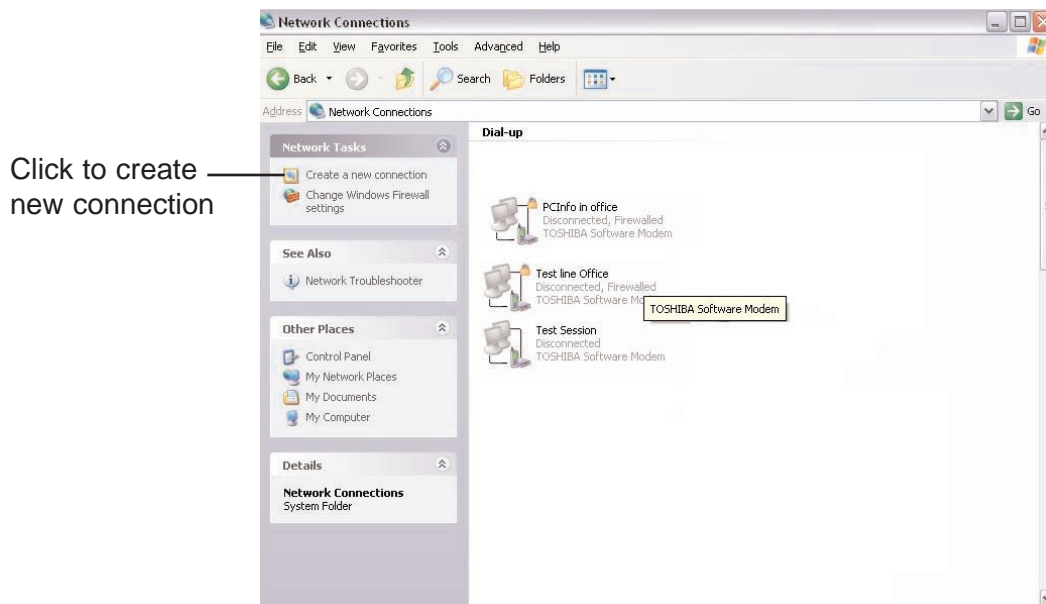 Network Connections
File Edit View Favorites Tools Advanced Help
Back Search Folders
Address Network Connections Go
Click to create
new connection
Network Tasks
Create a new connection
Change Windows Firewall
settings
See Also
Network Troubleshooter
Other Places
Control Panel
My Network Places
My Documents
My Computer
Details
Network Connections
System Folder
Dial-up
PCInfo in office
Disconnected, Firewalled
TOSHIBA Software Modem
Test line Office
Disconnected, Firewalled
TOSHIBA Software
TOSHIBA Software Modem
Test Session
Disconnected
TOSHIBA Software Modem